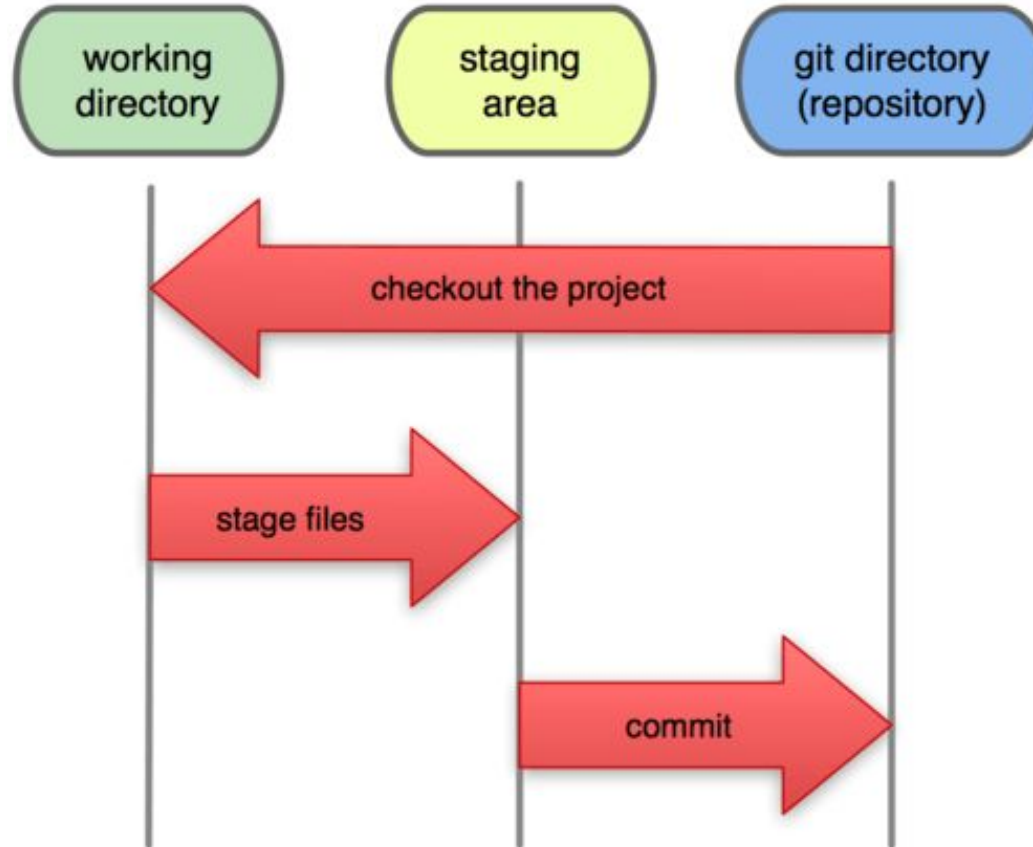 working
directory
staging
area
git directory
(repository)
checkout the project
stage files
commit